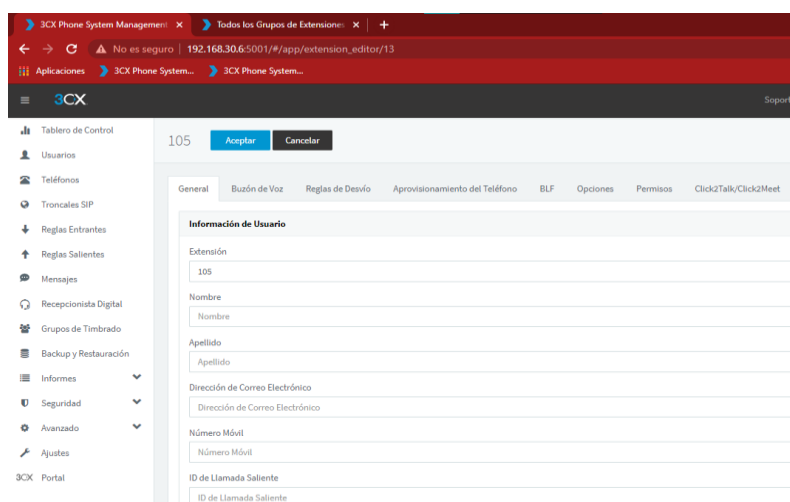 3CX Phone System Management
Todos los Grupos de Extensiones
No es seguro | 192.168.30.6:5001/#/app/extension_editor/13
Aplicaciones 3CX Phone System... 3CX Phone System...
3CX
Tablero de Control
Usuarios
Teléfonos
Troncales SIP
Reglas Entrantes
Reglas Salientes
Mensajes
Recepcionista Digital
Grupos de Timbrado
Backup y Restauración
Informes
Seguridad
Avanzado
Ajustes
3CX Portal
105 Aceptar Cancelar
General Buzón de Voz Reglas de Desvío Aprovisionamiento del Teléfono BLF Opciones Permisos Click2Talk/Click2Meet
Información de Usuario
Extensión
105
Nombre
Nombre
Apellido
Apellido
Dirección de Correo Electrónico
Dirección de Correo Electrónico
Número Móvil
Número Móvil
ID de Llamada Saliente
ID de Llamada Saliente